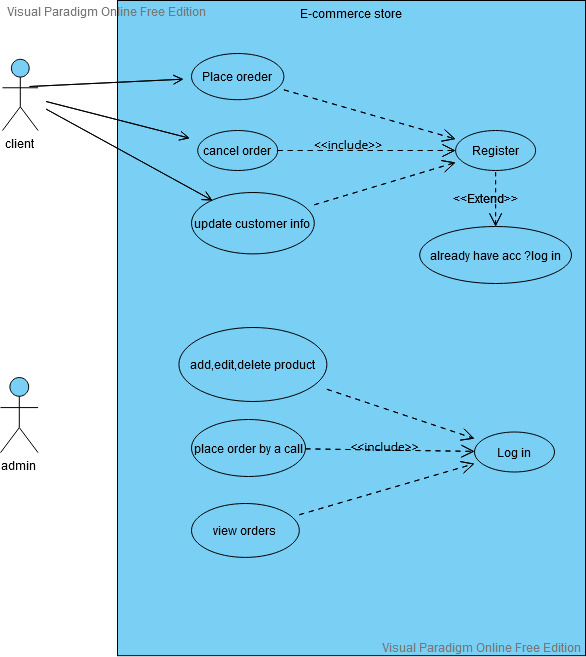 Visual Paradigm Online Free Edition
E-commerce store
Place oreder
client
cancel order
<<include>>
Register
<<Extend>>
update customer info
already have acc ?log in
add,edit,delete product
admin
place order by a call
<<include>>
Log in
view orders
Visual Paradigm Online Free Edition